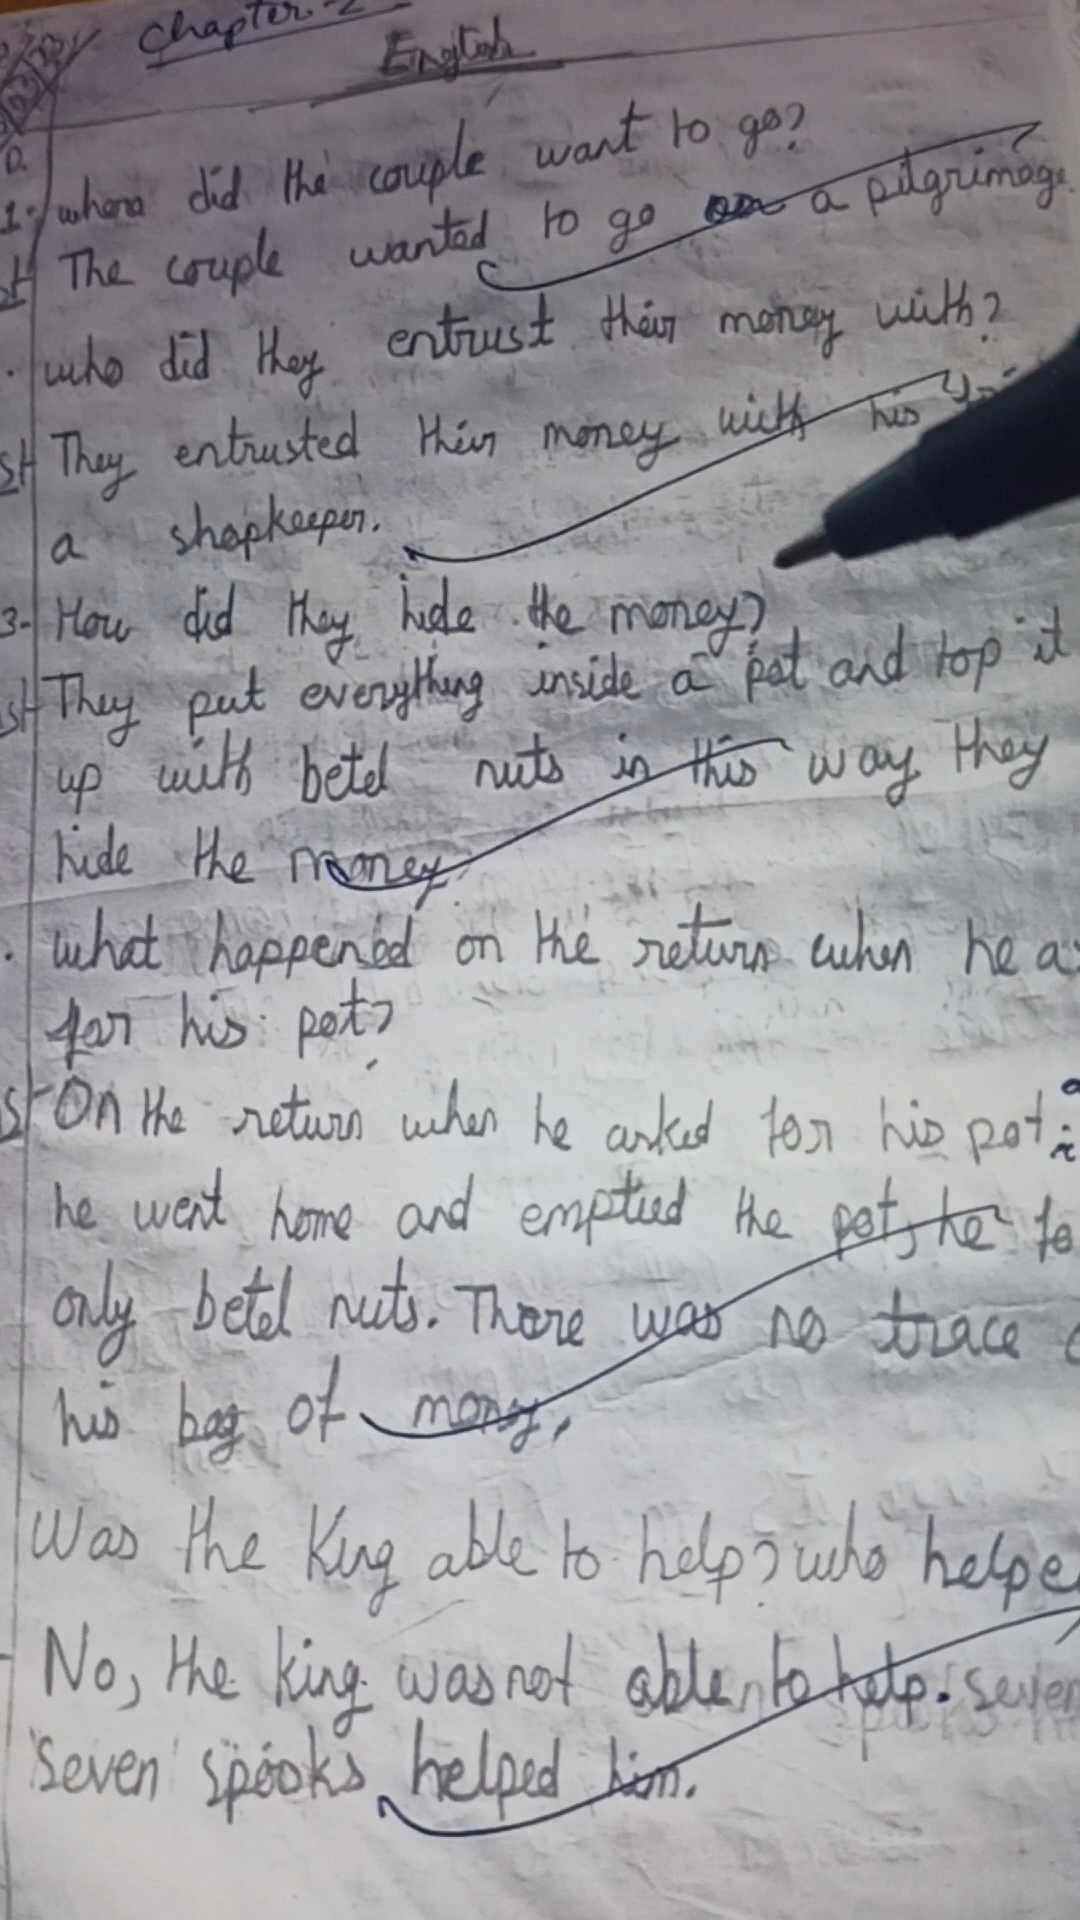 Chapter-2
English
1. where did the couple want to go?
The couple wanted to go on a pilgrimage
who did they entrust their money with?
They entrusted their money with his
a shopkeeper.
3- How did they hide the money?
They put everything inside a pot and top it
up with betel nuts in this way they
hide the money.
what happened on the return when he
for his pot?
On the return when he asked for his pot
he went home and emptied the pot, he
only betel nuts. There was no trace
his bag of money.
Was the King able to help? who
No, the king was not able to help. Seven
Seven spooks helped him.